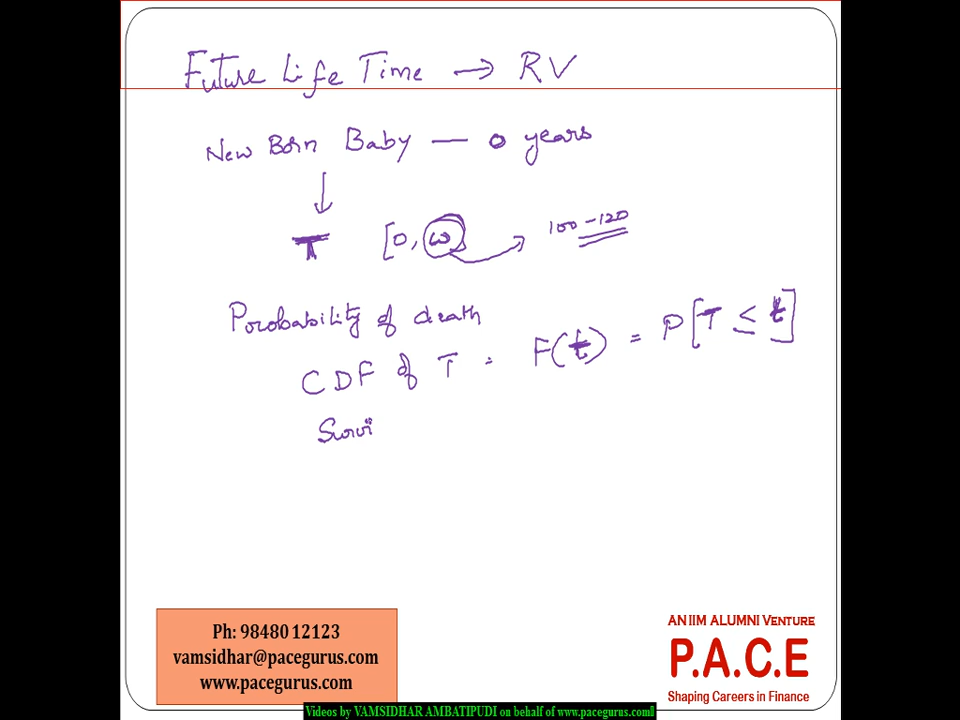 Future Life Time → RV
New Born Baby — 0 years
↓
T [0, ω] → 100 - 120
Probability of death
CDF of T = F(t) = P[T ≤ t]
Survi
Ph: 98480 12123
vamsidhar@pacegurus.com
www.pacegurus.com
AN IIM ALUMNI VENTURE
P.A.C.E
Shaping Careers in Finance
Videos by VAMSIDHAR AMBATIPUDI on behalf of www.pacegurus.com